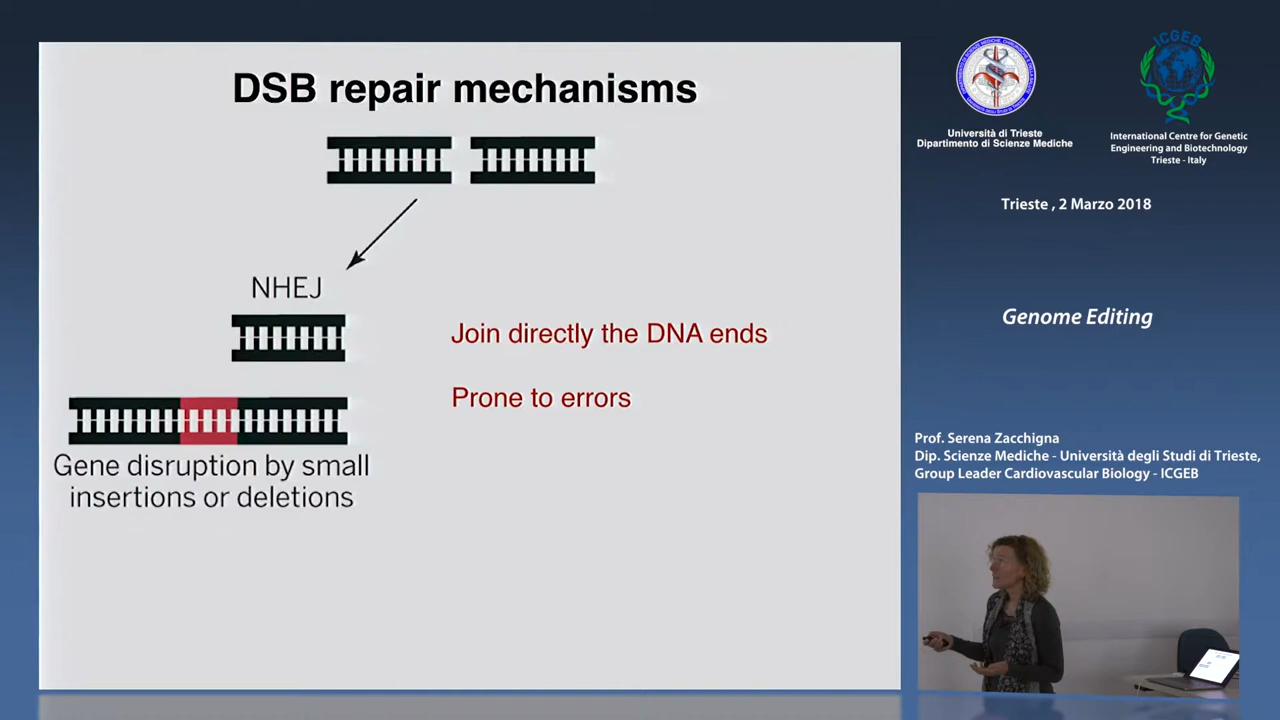 DSB repair mechanisms
NHEJ
Join directly the DNA ends
Prone to errors
Gene disruption by small
insertions or deletions
ICGEB
Università di Trieste
Dipartimento di Scienze Mediche
International Centre for Genetic
Engineering and Biotechnology
Trieste - Italy
Trieste , 2 Marzo 2018
Genome Editing
Prof. Serena Zacchigna
Dip. Scienze Mediche - Università degli Studi di Trieste,
Group Leader Cardiovascular Biology - ICGEB